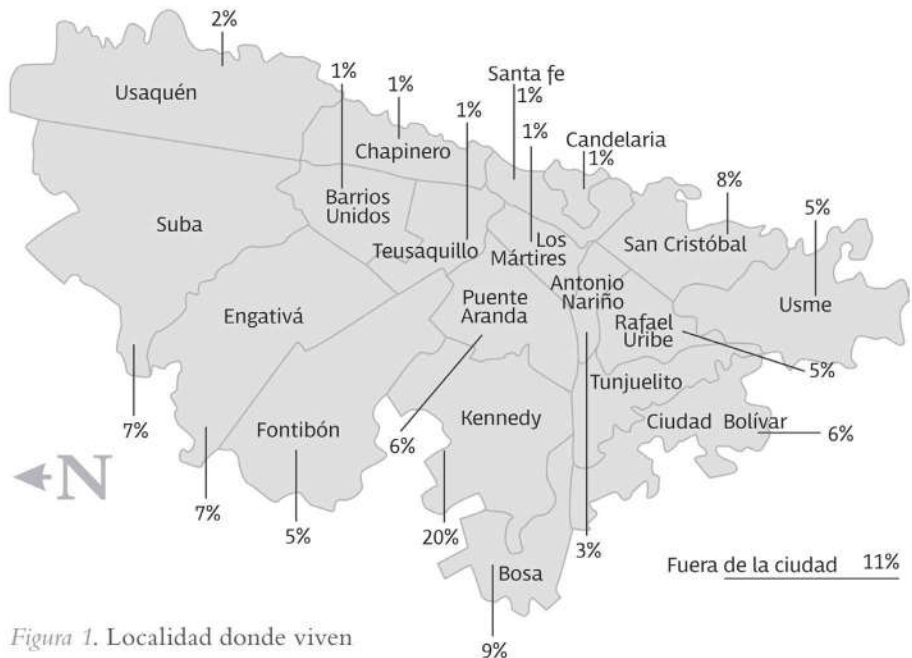 2%
Usaquén
1%
1%
Chapinero
1%
Santa fe
1%
1%
Candelaria
1%
8%
5%
Suba
Barrios
Unidos
Teusaquillo
Los
Mártires
San Cristóbal
Usme
Engativá
Puente
Aranda
Antonio
Nariño
Rafael
Uribe
5%
Tunjuelito
Fontibón
Kennedy
Ciudad Bolívar
6%
7%
6%
N
7%
5%
20%
3%
Bosa
9%
Fuera de la ciudad 11%
Figura 1. Localidad donde viven